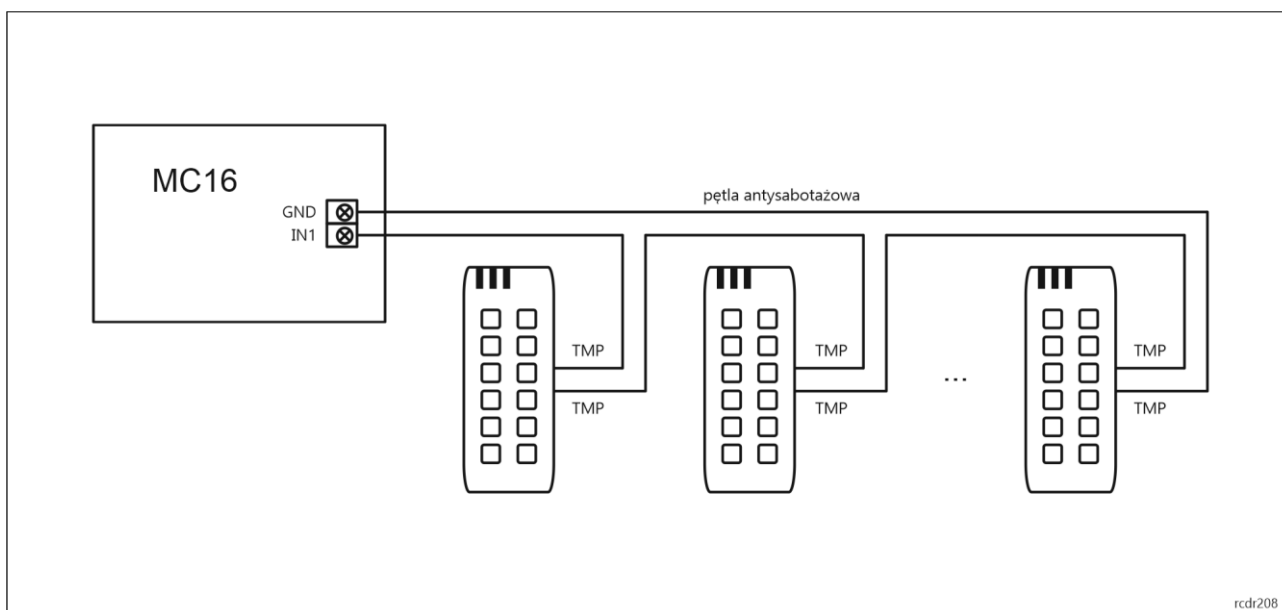 MC16
GND
IN1
pętla antysabotażowa
TMP
TMP
TMP
TMP
TMP
TMP
...
rcdr208